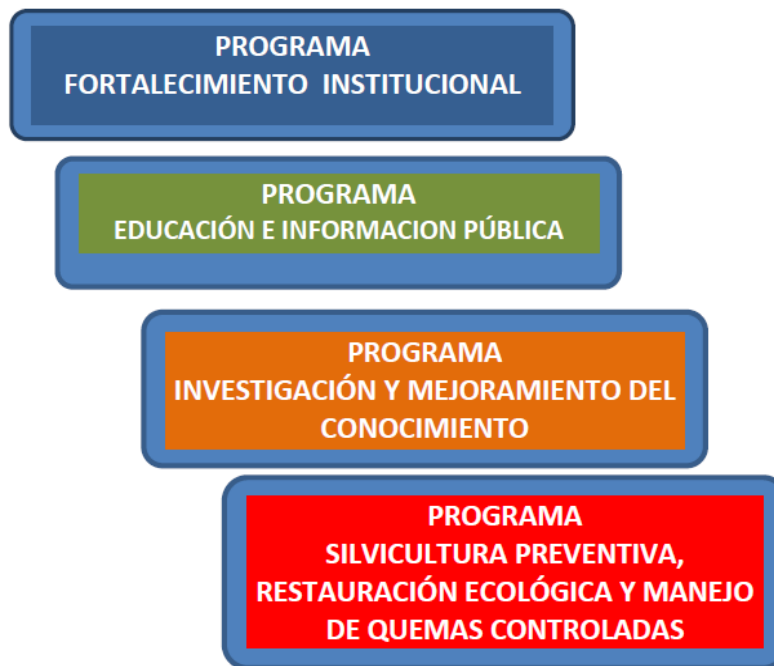 PROGRAMA
FORTALECIMIENTO INSTITUCIONAL
PROGRAMA
EDUCACIÓN E INFORMACION PÚBLICA
PROGRAMA
INVESTIGACIÓN Y MEJORAMIENTO DEL
CONOCIMIENTO
PROGRAMA
SILVICULTURA PREVENTIVA,
RESTAURACIÓN ECOLÓGICA Y MANEJO
DE QUEMAS CONTROLADAS